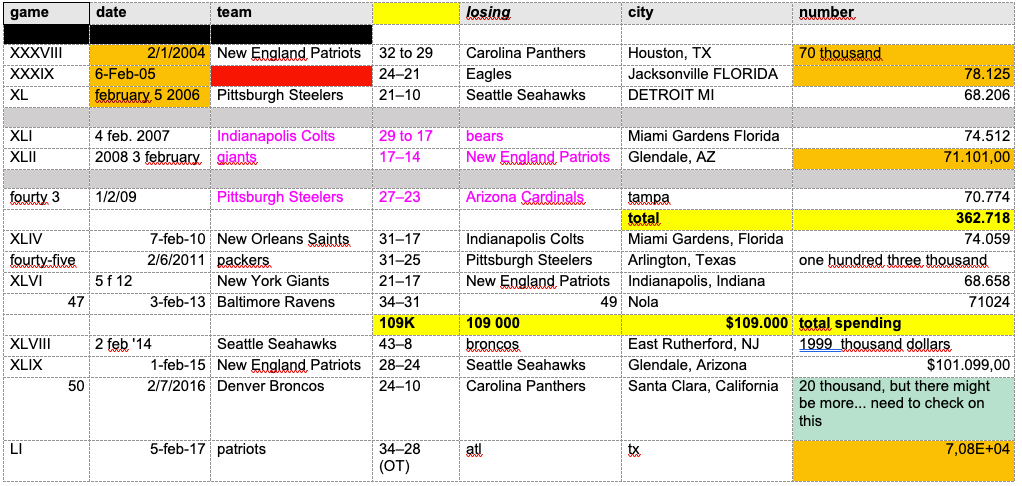 game date team losing city number
XXXVIII 2/1/2004 New England Patriots 32 to 29 Carolina Panthers Houston, TX 70 thousand
XXXIX 6-Feb-05 24–21 Eagles Jacksonville FLORIDA 78.125
XL february 5 2006 Pittsburgh Steelers 21–10 Seattle Seahawks DETROIT MI 68.206
XLI 4 feb. 2007 Indianapolis Colts 29 to 17 bears Miami Gardens Florida 74.512
XLII 2008 3 february giants 17–14 New England Patriots Glendale, AZ 71.101,00
fourty 3 1/2/09 Pittsburgh Steelers 27–23 Arizona Cardinals tampa 70.774
total 362.718
XLIV 7-feb-10 New Orleans Saints 31–17 Indianapolis Colts Miami Gardens, Florida 74.059
fourty-five 2/6/2011 packers 31–25 Pittsburgh Steelers Arlington, Texas one hundred three thousand
XLVI 5 f 12 New York Giants 21–17 New England Patriots Indianapolis, Indiana 68.658
47 3-feb-13 Baltimore Ravens 34–31 49 Nola 71024
109K 109 000 $109.000 total spending
XLVIII 2 feb '14 Seattle Seahawks 43–8 broncos East Rutherford, NJ 1999 thousand dollars
XLIX 1-feb-15 New England Patriots 28–24 Seattle Seahawks Glendale, Arizona $101.099,00
50 2/7/2016 Denver Broncos 24–10 Carolina Panthers Santa Clara, California 20 thousand, but there might
be more... need to check on
this
LI 5-feb-17 patriots 34–28 atl tx 7,08E+04
(OT)